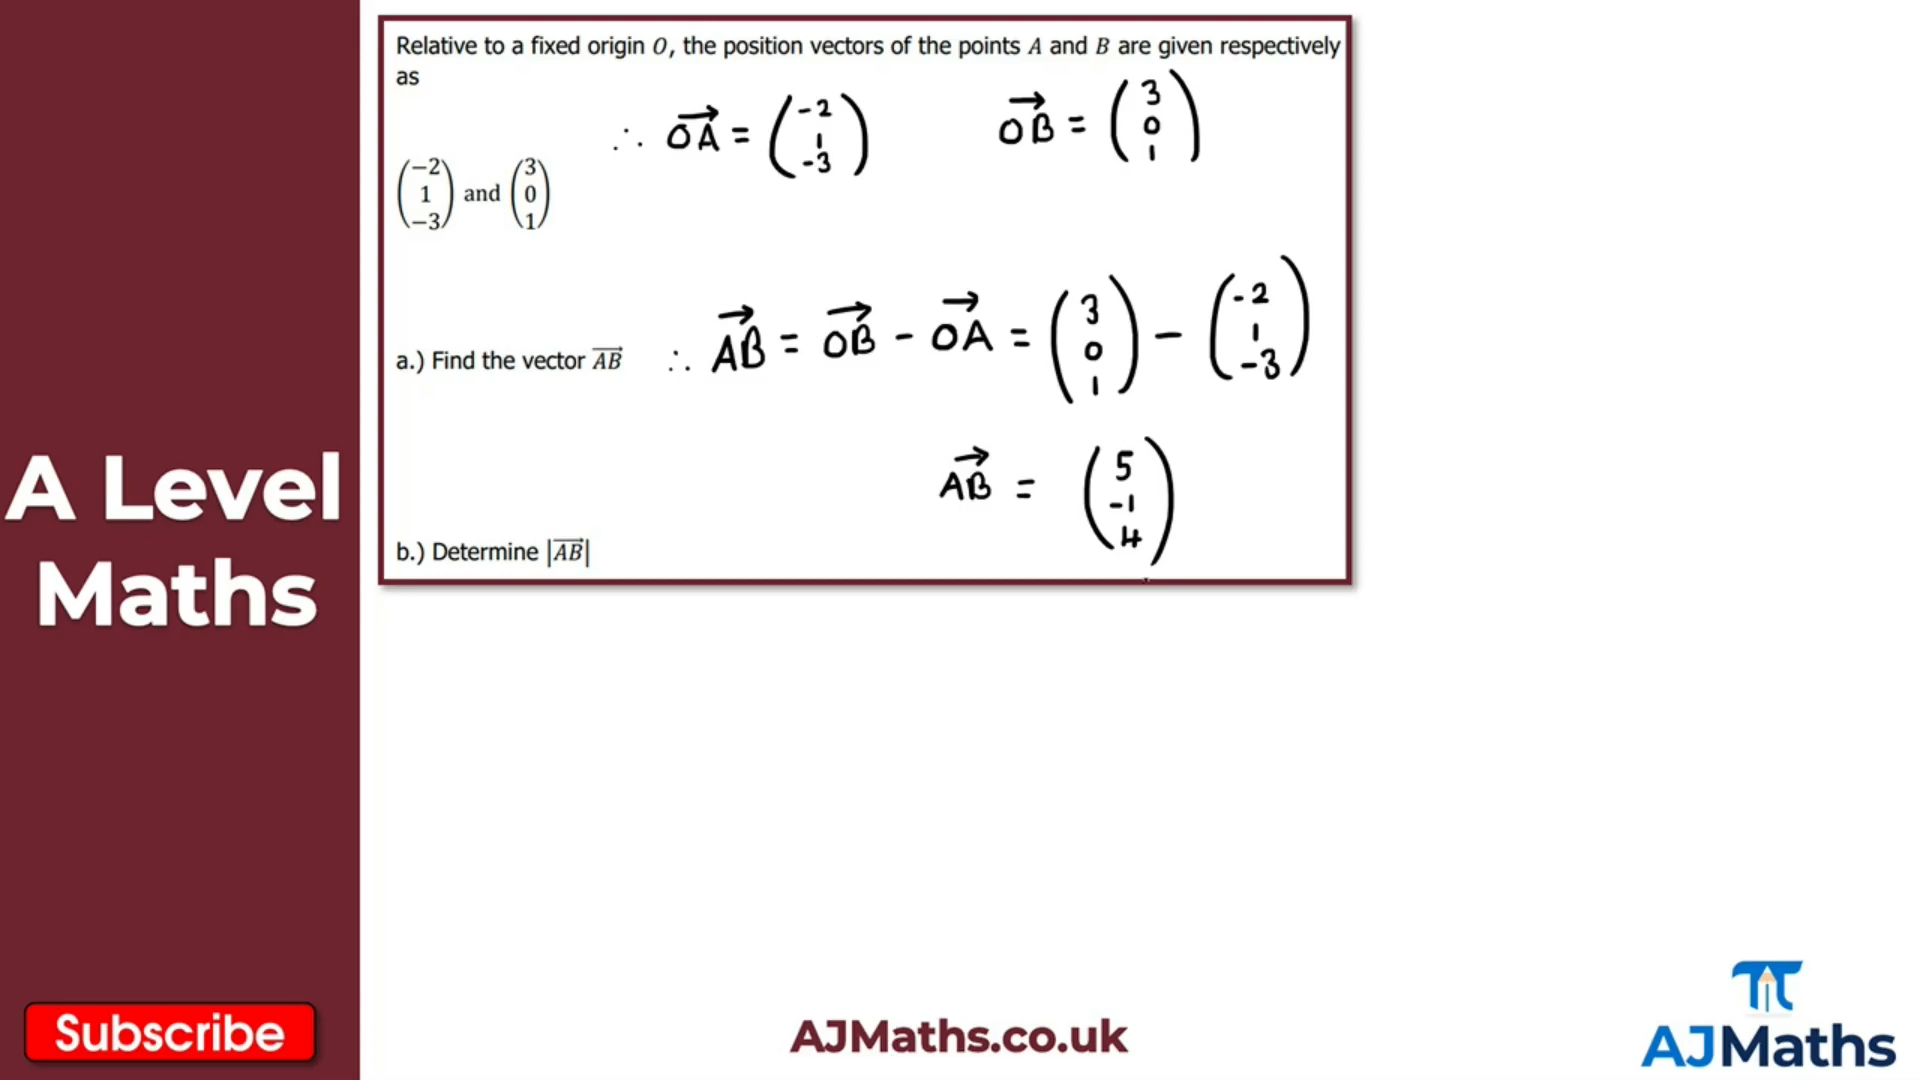 Relative to a fixed origin O, the position vectors of the points A and B are given respectively
as
∴ OA→ = (-2 1 -3)
OB→ = (3 0 1)
(−2 1 −3) and (3 0 1)
a.) Find the vector AB→
∴ AB→ = OB→ - OA→ = (3 0 1) - (-2 1 -3)
AB→ = (5 -1 4)
b.) Determine |AB→|
A Level
Maths
Subscribe
AJMaths.co.uk
AJMaths